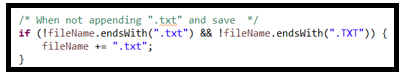 /* When not appending ".txt" and save  */
if (!fileName.endsWith(".txt") && !fileName.endsWith(".TXT")) {
    fileName += ".txt";
}